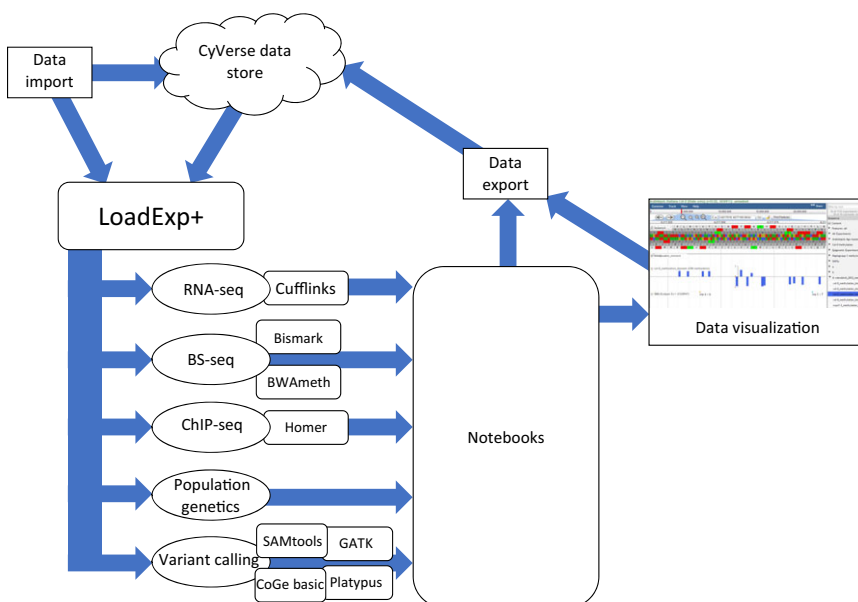 Data
import
CyVerse data
store
LoadExp+
Data
export
RNA-seq
Cufflinks
BS-seq
Bismark
BWAmeth
ChIP-seq
Homer
Population
genetics
Variant calling
SAMtools
GATK
CoGe basic
Platypus
Notebooks
Data visualization